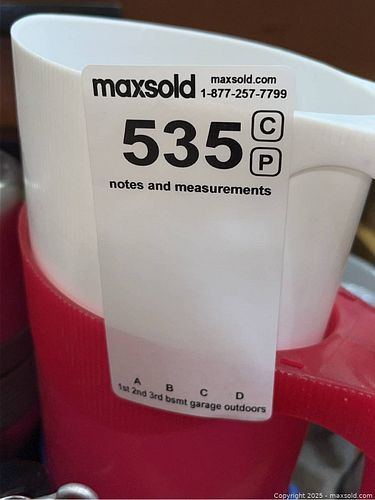 maxsold maxsold.com
1-877-257-7799
535 C
P
notes and measurements
A B C D
1st 2nd 3rd bsmt garage outdoors
Copyright 2025 - maxsold.com